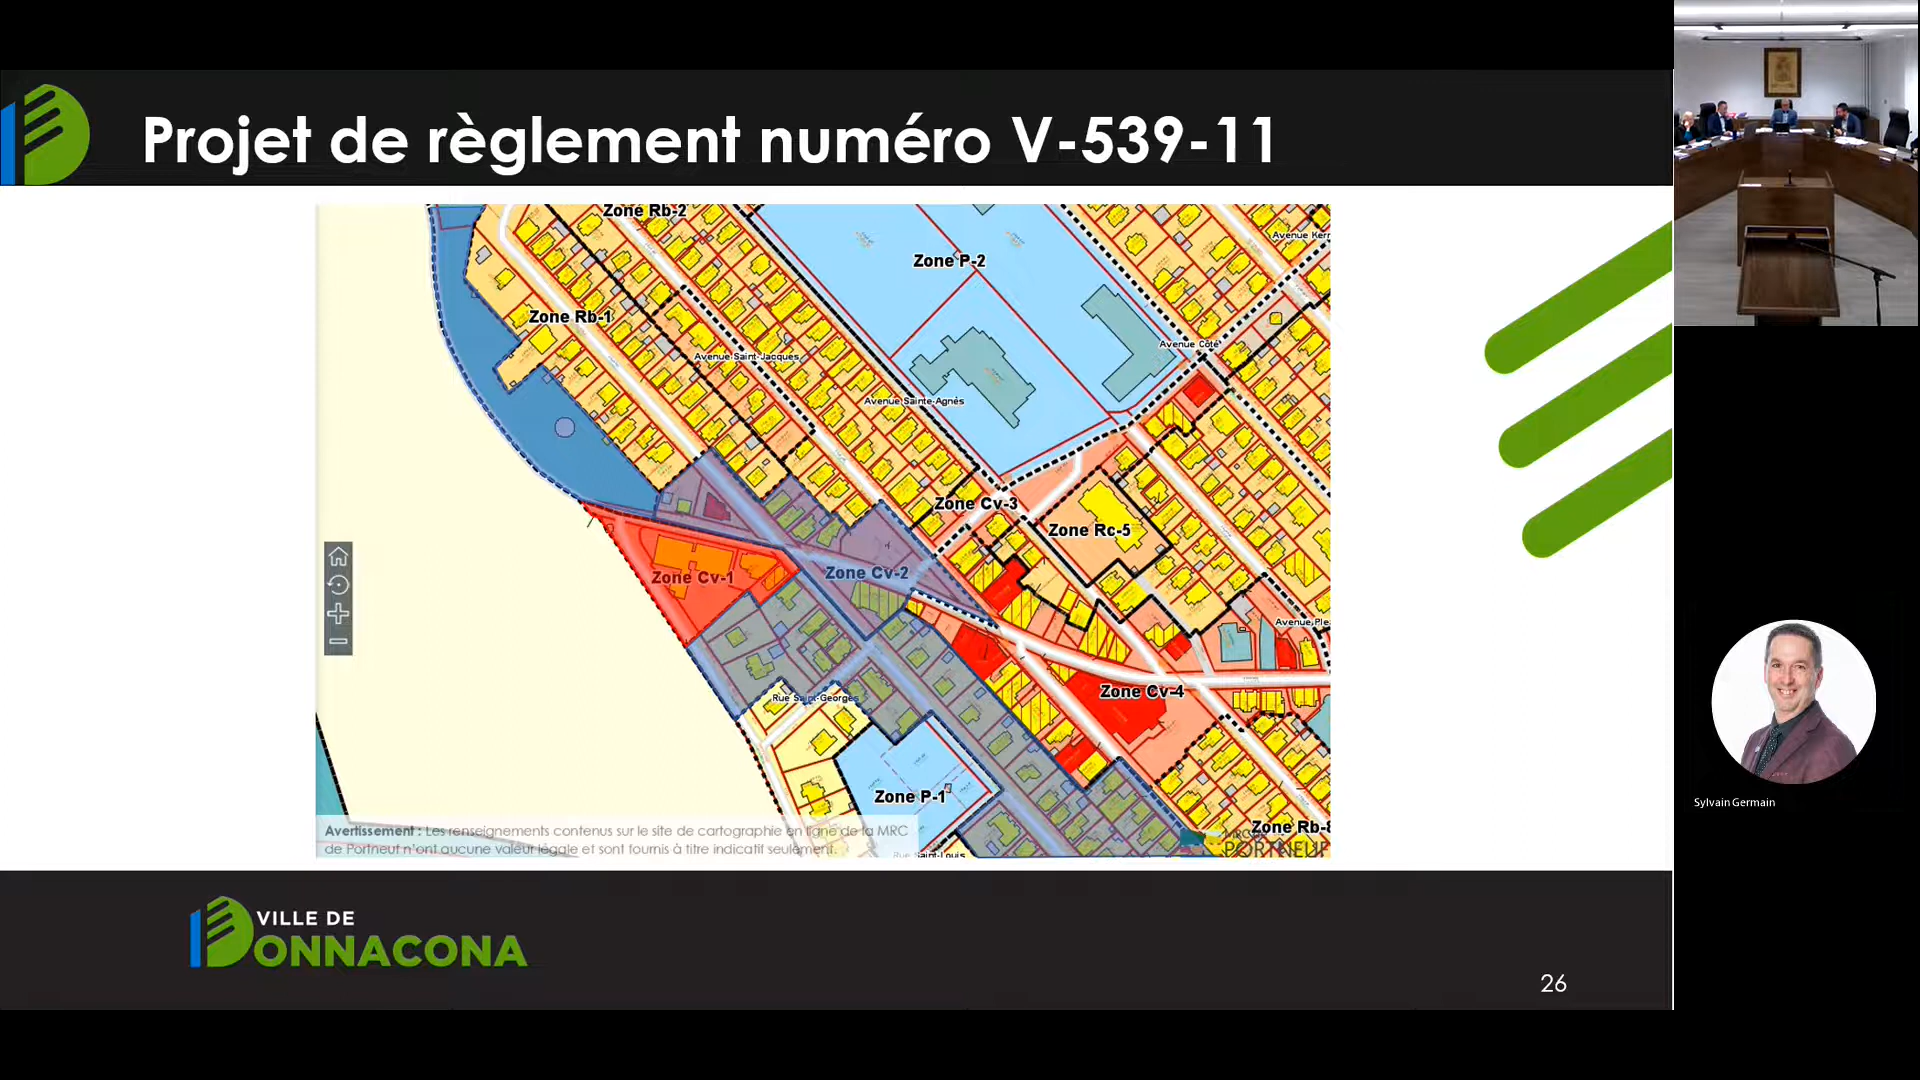 Projet de règlement numéro V-539-11
Zone Rb-2
Zone P-2
Avenue Kerr
Zone Rb-1
Avenue Saint-Jacques
Avenue Côté
Avenue Sainte-Agnès
Zone Cv-3
Zone Rc-5
Zone Cv-1
Zone Cv-2
Avenue Ple
Zone Cv-4
Rue Saint-Georges
Zone P-1
Zone Rb-8
Avertissement : Les renseignements contenus sur le site de cartographie en ligne de la MRC
de Portneuf n'ont aucune valeur légale et sont fournis à titre indicatif seulement.
Rue Saint-Louis
MRC
PORTNEUF
Sylvain Germain
VILLE DE
DONNACONA
26